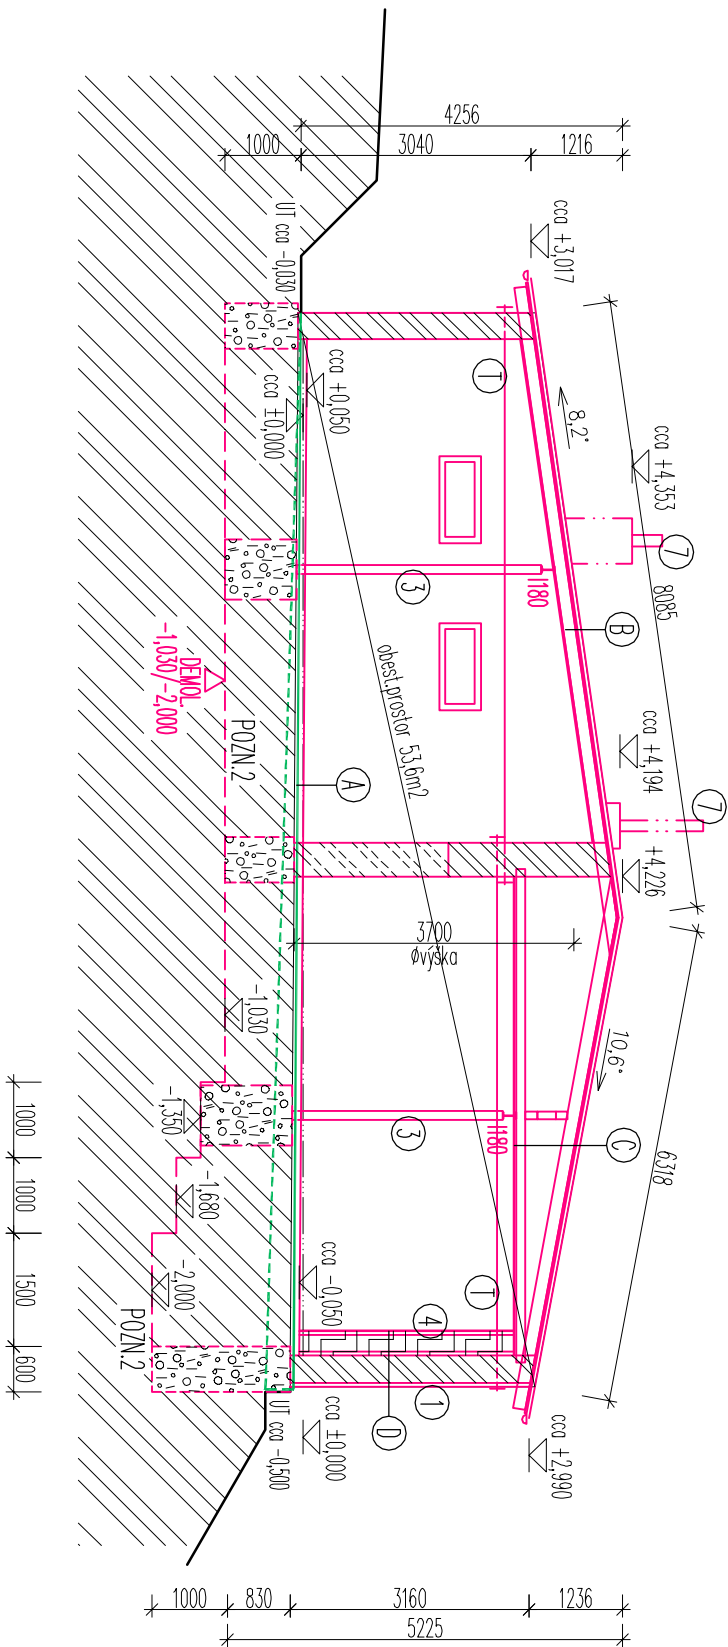 4256
1000
3040
1216
UT cca -0,030
cca +3,017
cca +0,050
cca ±0,000
T
8,2°
cca +4,353
7
8085
3
I180
B
obest.prostor 53,6m2
DEMOL.
-1,030/-2,000
POZN.2
A
cca +4,194
7
+4,226
3700
Øvýška
-1,030
10,6°
-1,350
3
I180
C
6318
-1,680
-2,000
cca -0,050
T
4
POZN.2
1
D
UT cca -0,500
cca ±0,000
cca +2,990
1000
1000
1500
600
1000
830
3160
1236
5225